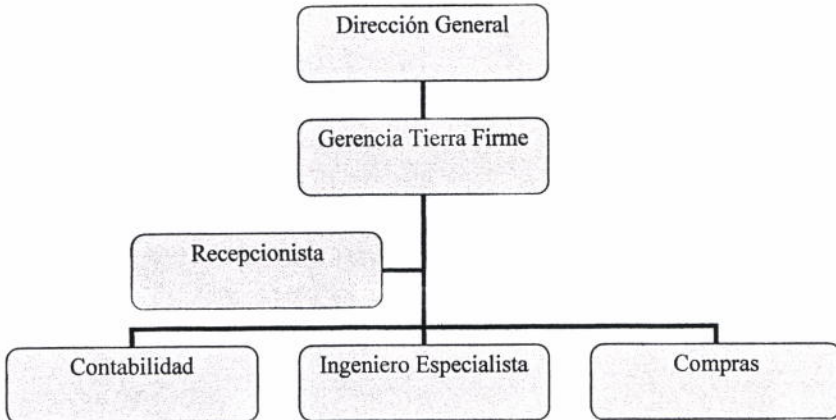 Dirección General
Gerencia Tierra Firme
Recepcionista
Contabilidad
Ingeniero Especialista
Compras